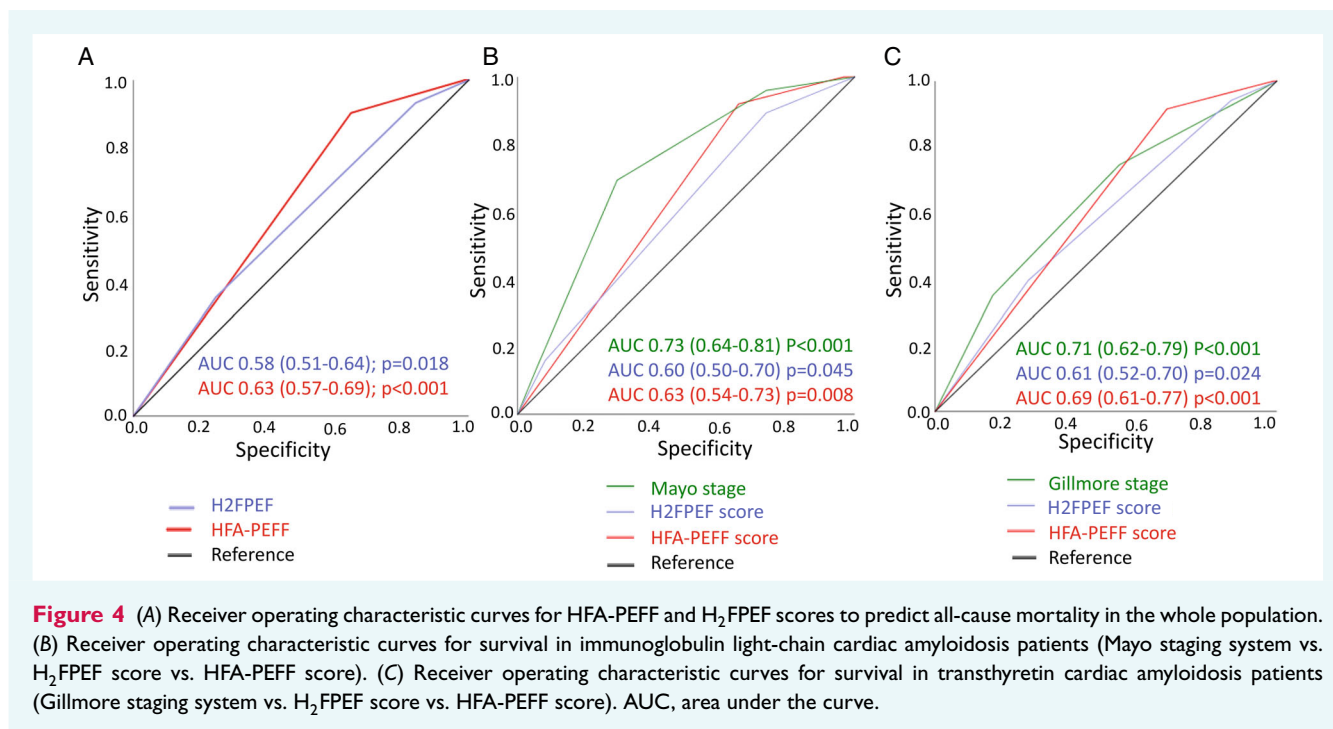 A
1.0
0.8
0.6
0.4
0.2
0.0
Sensitivity
AUC 0.58 (0.51-0.64); p=0.018
AUC 0.63 (0.57-0.69); p<0.001
0.0 0.2 0.4 0.6 0.8 1.0
Specificity
H2FPEF
HFA-PEFF
Reference
B
1.0
0.8
0.6
0.4
0.2
0.0
Sensitivity
AUC 0.73 (0.64-0.81) P<0.001
AUC 0.60 (0.50-0.70) p=0.045
AUC 0.63 (0.54-0.73) p=0.008
0.0 0.2 0.4 0.6 0.8 1.0
Specificity
Mayo stage
H2FPEF score
HFA-PEFF score
Reference
C
1.0
0.8
0.6
0.4
0.2
0.0
Sensitivity
AUC 0.71 (0.62-0.79) P<0.001
AUC 0.61 (0.52-0.70) p=0.024
AUC 0.69 (0.61-0.77) p<0.001
0.0 0.2 0.4 0.6 0.8 1.0
Specificity
Gillmore stage
H2FPEF score
HFA-PEFF score
Reference
Figure 4 (A) Receiver operating characteristic curves for HFA-PEFF and H₂FPEF scores to predict all-cause mortality in the whole population.
(B) Receiver operating characteristic curves for survival in immunoglobulin light-chain cardiac amyloidosis patients (Mayo staging system vs.
H₂FPEF score vs. HFA-PEFF score). (C) Receiver operating characteristic curves for survival in transthyretin cardiac amyloidosis patients
(Gillmore staging system vs. H₂FPEF score vs. HFA-PEFF score). AUC, area under the curve.